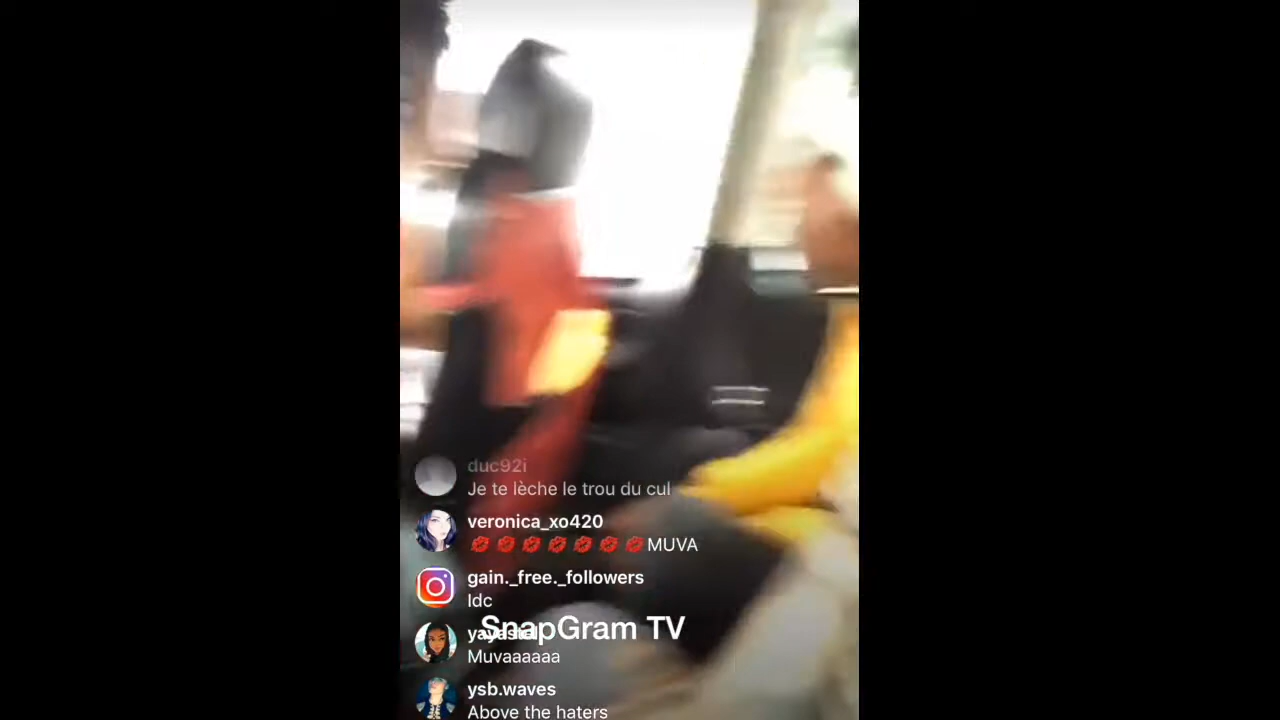 duc92i
Je te lèche le trou du cul
veronica_xo420
💋💋💋💋💋💋💋MUVA
gain._free._followers
Idc
SnapGram TV
Muvaaaaaa
ysb.waves
Above the haters